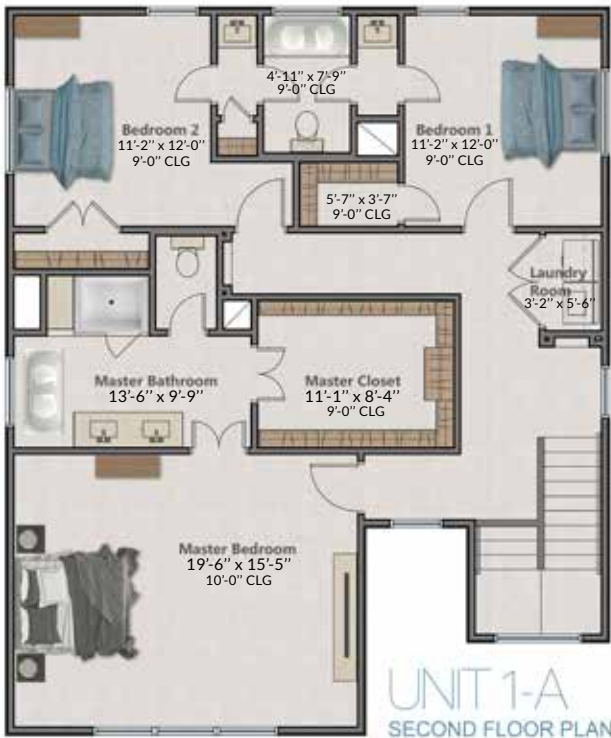 4'-11" x 7'-9"
9'-0" CLG
Bedroom 2
11'-2" x 12'-0"
9'-0" CLG
Bedroom 1
11'-2" x 12'-0"
9'-0" CLG
5'-7" x 3'-7"
9'-0" CLG
Laundry
Room
3'-2" x 5'-6"
Master Bathroom
13'-6" x 9'-9"
Master Closet
11'-1" x 8'-4"
9'-0" CLG
Master Bedroom
19'-6" x 15'-5"
10'-0" CLG
UNIT 1-A
SECOND FLOOR PLAN